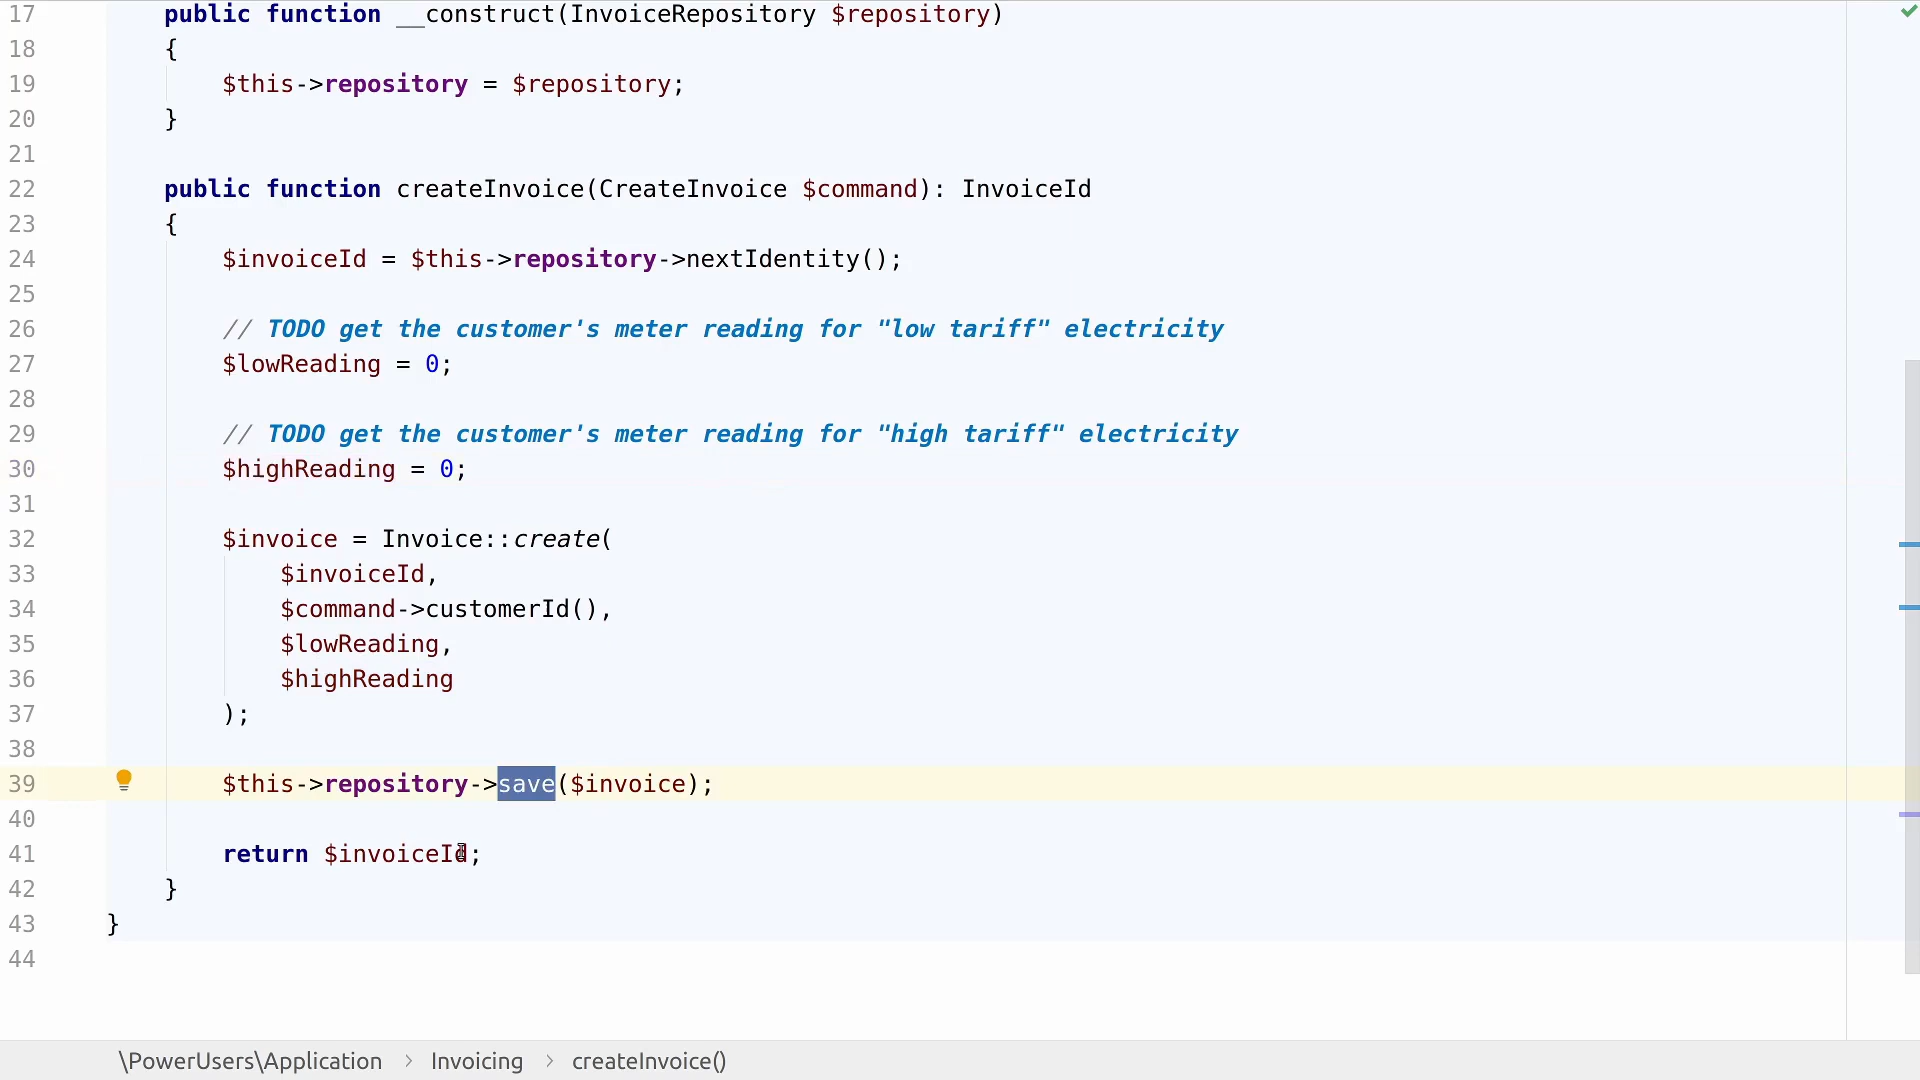 17 public function __construct(InvoiceRepository $repository)
18 {
19 $this->repository = $repository;
20 }
21
22 public function createInvoice(CreateInvoice $command): InvoiceId
23 {
24 $invoiceId = $this->repository->nextIdentity();
25
26 // TODO get the customer's meter reading for "low tariff" electricity
27 $lowReading = 0;
28
29 // TODO get the customer's meter reading for "high tariff" electricity
30 $highReading = 0;
31
32 $invoice = Invoice::create(
33 $invoiceId,
34 $command->customerId(),
35 $lowReading,
36 $highReading
37 );
38
39 $this->repository->save($invoice);
40
41 return $invoiceId;
42 }
43 }
44
\PowerUsers\Application > Invoicing > createInvoice()